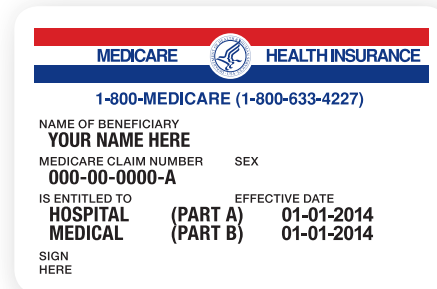 MEDICARE HEALTH INSURANCE
1-800-MEDICARE (1-800-633-4227)
NAME OF BENEFICIARY
YOUR NAME HERE
MEDICARE CLAIM NUMBER SEX
000-00-0000-A
IS ENTITLED TO EFFECTIVE DATE
HOSPITAL (PART A) 01-01-2014
MEDICAL (PART B) 01-01-2014
SIGN
HERE